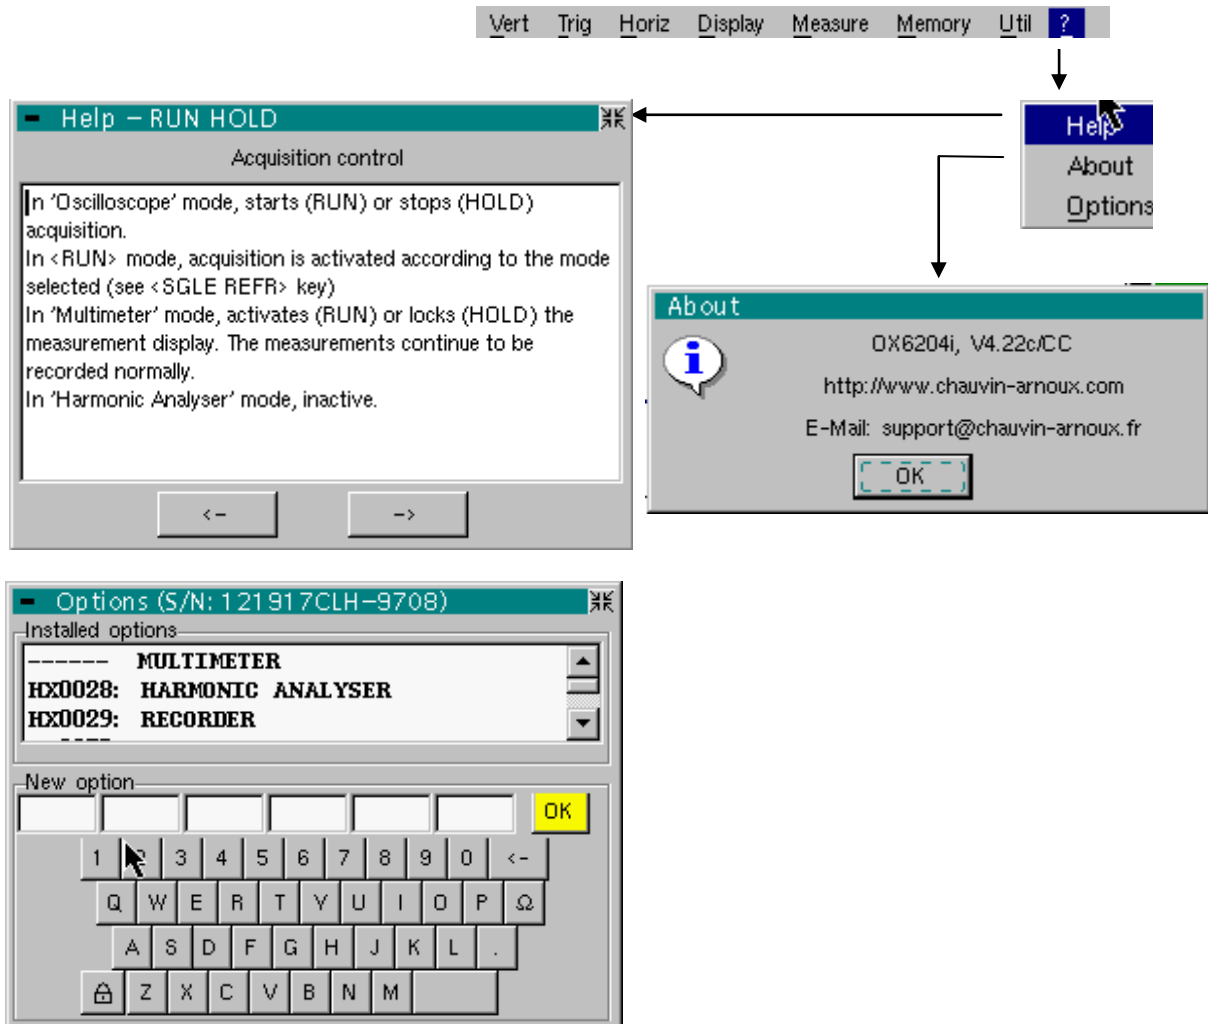 Vert Trig Horiz Display Measure Memory Util ?
Help
About
Options
Help – RUN HOLD
Acquisition control
In 'Oscilloscope' mode, starts (RUN) or stops (HOLD)
acquisition.
In <RUN> mode, acquisition is activated according to the mode
selected (see <SGLE REFR> key)
In 'Multimeter' mode, activates (RUN) or locks (HOLD) the
measurement display. The measurements continue to be
recorded normally.
In 'Harmonic Analyser' mode, inactive.
<- ->
About
OX6204i, V4.22c/CC
http://www.chauvin-arnoux.com
E-Mail: support@chauvin-arnoux.fr
OK
Options (S/N: 121917CLH-9708)
Installed options
------ MULTIMETER
HX0028: HARMONIC ANALYSER
HX0029: RECORDER
New option
OK
1 2 3 4 5 6 7 8 9 0 <-
Q W E R T Y U I O P Ω
A S D F G H J K L .
Z X C V B N M